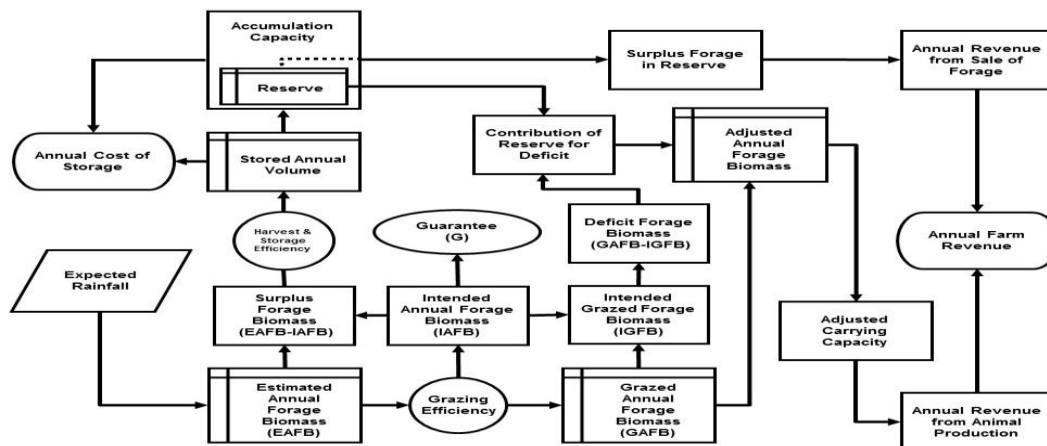 Accumulation
Capacity
Reserve
Surplus Forage
in Reserve
Annual Revenue
from Sale of
Forage
Annual Cost of
Storage
Stored Annual
Volume
Contribution of
Reserve for
Deficit
Adjusted
Annual
Forage
Biomass
Harvest &
Storage
Efficiency
Guarantee
(G)
Deficit Forage
Biomass
(GAFB-IGFB)
Annual Farm
Revenue
Expected
Rainfall
Surplus
Forage
Biomass
(EAFB-IAFB)
Intended
Annual Forage
Biomass
(IAFB)
Intended
Grazed Forage
Biomass
(IGFB)
Adjusted
Carrying
Capacity
Estimated
Annual
Forage
Biomass
(EAFB)
Grazing
Efficiency
Grazed
Annual
Forage
Biomass
(GAFB)
Annual Revenue
from Animal
Production